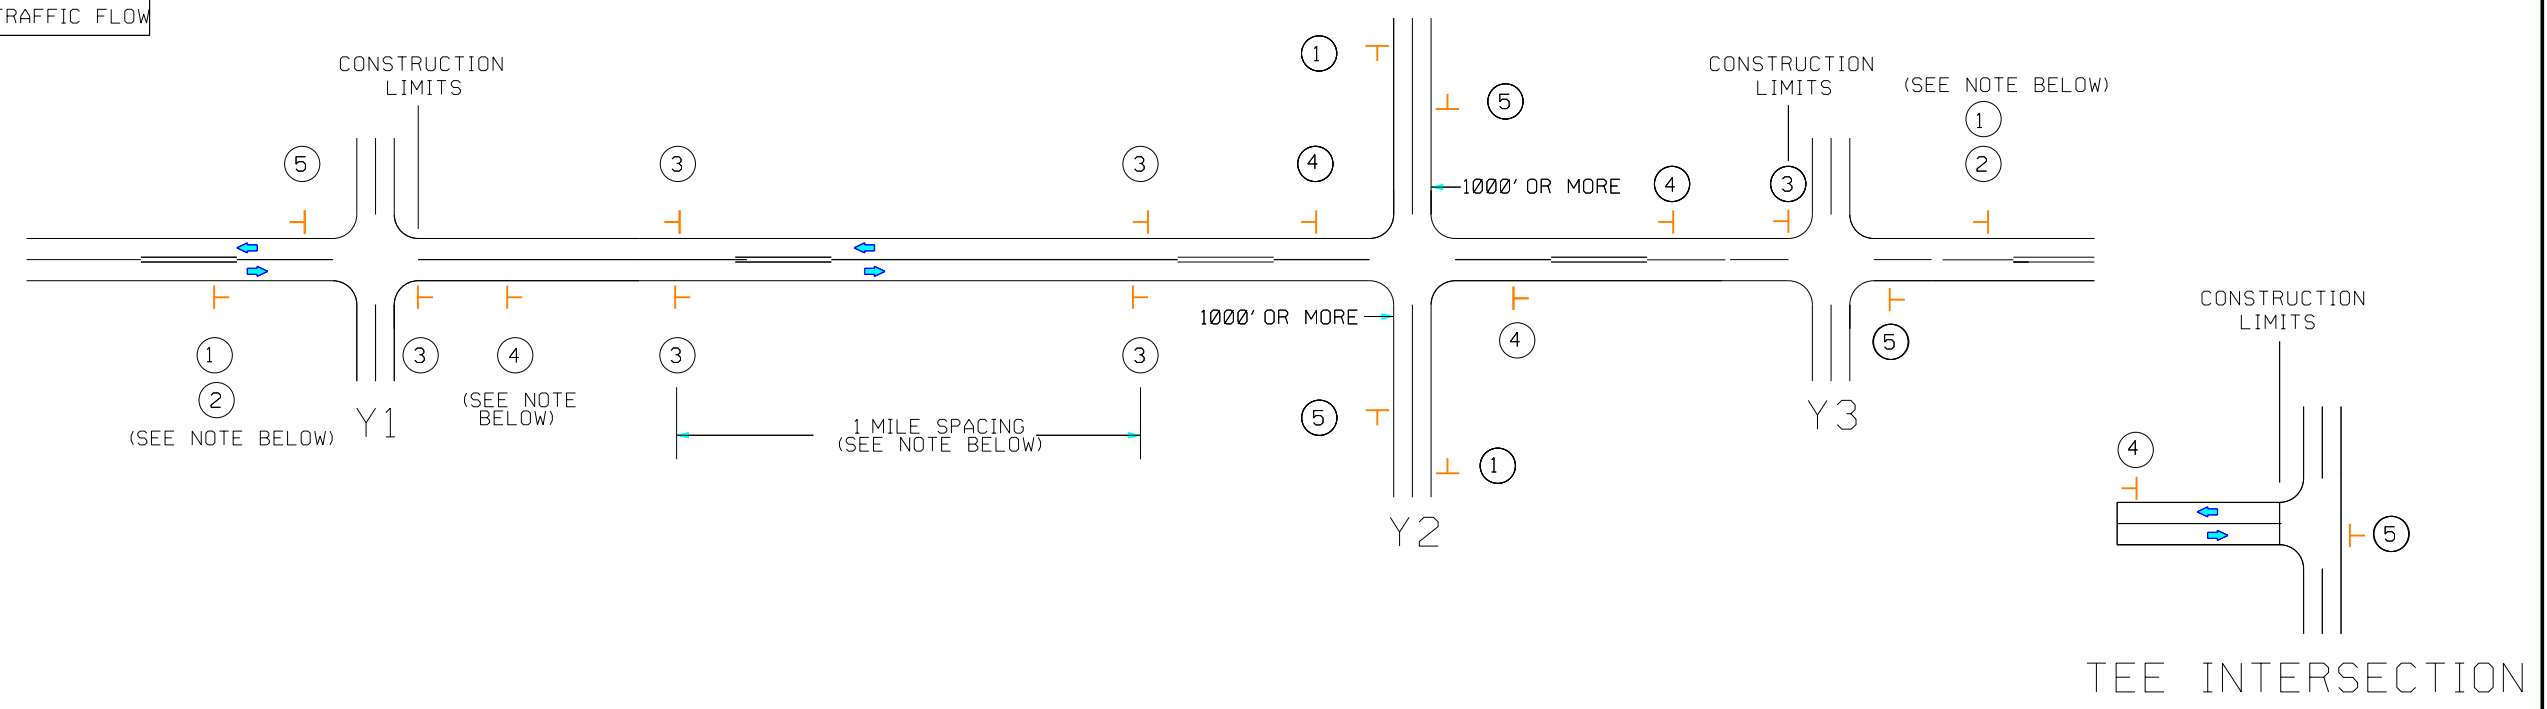 TRAFFIC FLOW
CONSTRUCTION
LIMITS
5
3
3
4
1
5
1000' OR MORE
4
CONSTRUCTION
LIMITS
3
(SEE NOTE BELOW)
1
2
1
2
(SEE NOTE BELOW)
Y1
3
4
(SEE NOTE
BELOW)
3
1 MILE SPACING
(SEE NOTE BELOW)
3
1000' OR MORE
5
1
Y2
4
5
Y3
CONSTRUCTION
LIMITS
4
5
TEE INTERSECTION